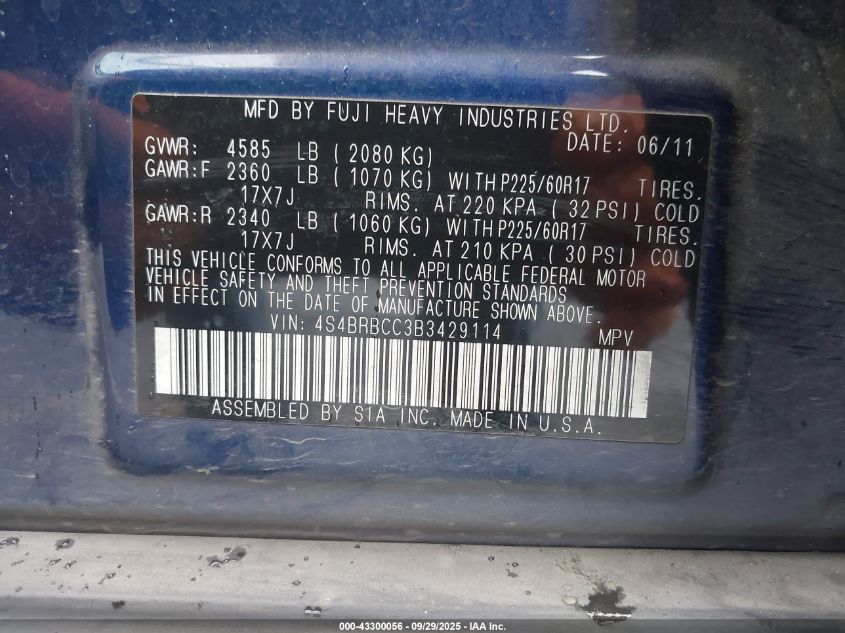 MFD BY FUJI HEAVY INDUSTRIES LTD.
DATE: 06/11
GVWR: 4585 LB ( 2080 KG)
GAWR:F 2360 LB ( 1070 KG) WITH P225/60R17 TIRES.
17X7J RIMS. AT 220 KPA ( 32 PSI) COLD
GAWR:R 2340 LB ( 1060 KG) WITH P225/60R17 TIRES.
17X7J RIMS. AT 210 KPA ( 30 PSI) COLD
THIS VEHICLE CONFORMS TO ALL APPLICABLE FEDERAL MOTOR
VEHICLE SAFETY AND THEFT PREVENTION STANDARDS
IN EFFECT ON THE DATE OF MANUFACTURE SHOWN ABOVE.
VIN: 4S4BRBCC3B3429114 MPV
ASSEMBLED BY SIA INC. MADE IN U.S.A.
000-43300056 - 09/29/2025 - IAA Inc.